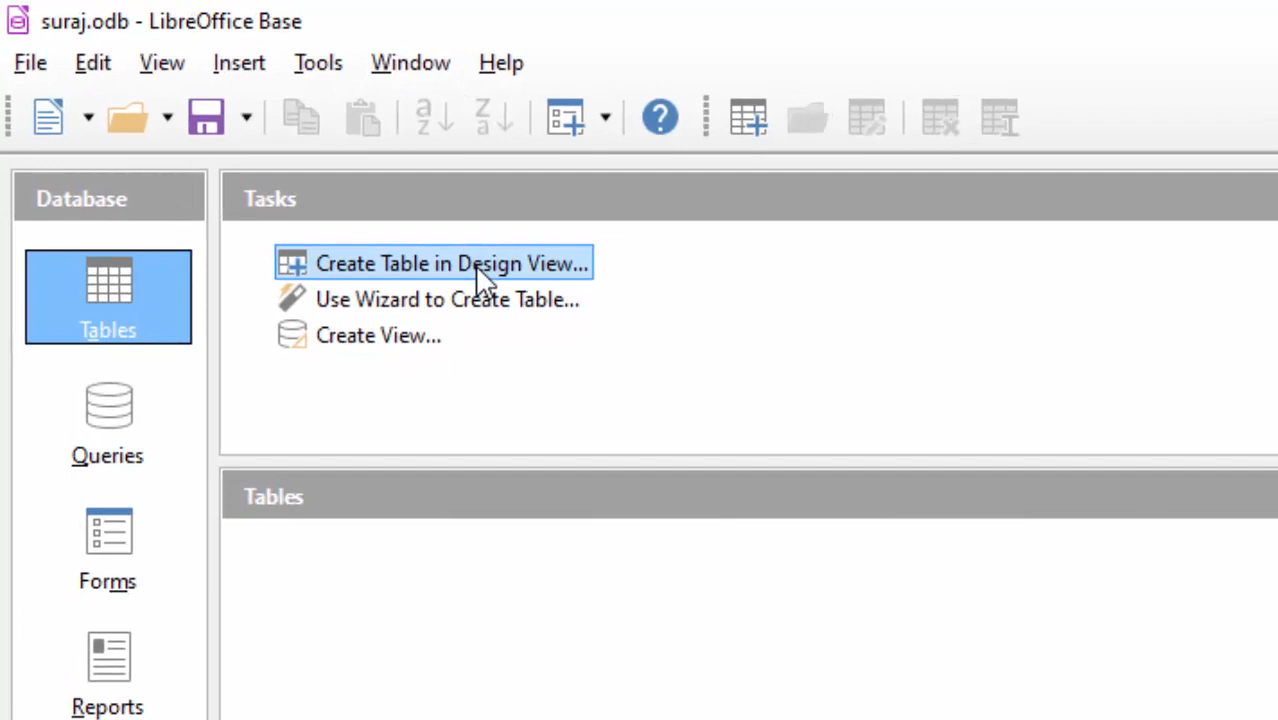 suraj.odb - LibreOffice Base
File Edit View Insert Tools Window Help
Database
Tables
Queries
Forms
Reports
Tasks
Create Table in Design View...
Use Wizard to Create Table...
Create View...
Tables